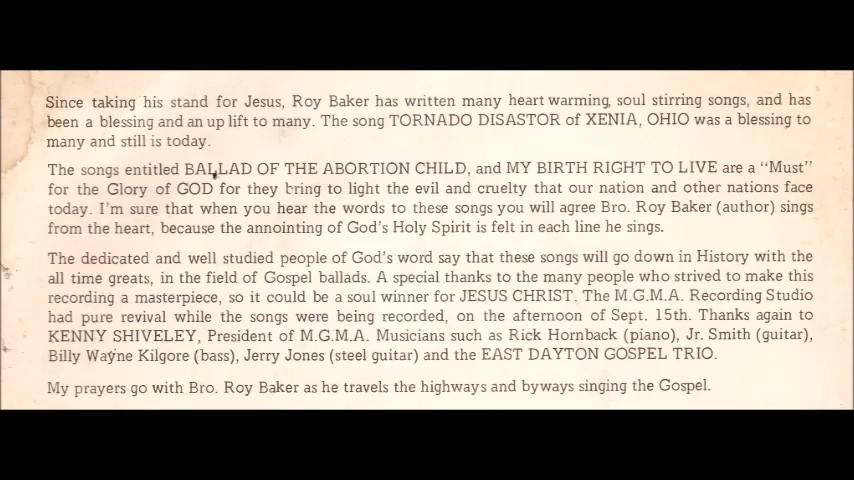 Since taking his stand for Jesus, Roy Baker has written many heart warming, soul stirring songs, and has
been a blessing and an up lift to many. The song TORNADO DISASTOR of XENIA, OHIO was a blessing to
many and still is today.
The songs entitled BALLAD OF THE ABORTION CHILD, and MY BIRTH RIGHT TO LIVE are a “Must”
for the Glory of GOD for they bring to light the evil and cruelty that our nation and other nations face
today. I'm sure that when you hear the words to these songs you will agree Bro. Roy Baker (author) sings
from the heart, because the annointing of God's Holy Spirit is felt in each line he sings.
The dedicated and well studied people of God's word say that these songs will go down in History with the
all time greats, in the field of Gospel ballads. A special thanks to the many people who strived to make this
recording a masterpiece, so it could be a soul winner for JESUS CHRIST. The M.G.M.A. Recording Studio
had pure revival while the songs were being recorded, on the afternoon of Sept. 15th. Thanks again to
KENNY SHIVELEY, President of M.G.M.A. Musicians such as Rick Hornback (piano), Jr. Smith (guitar),
Billy Wayne Kilgore (bass), Jerry Jones (steel guitar) and the EAST DAYTON GOSPEL TRIO.
My prayers go with Bro. Roy Baker as he travels the highways and byways singing the Gospel.